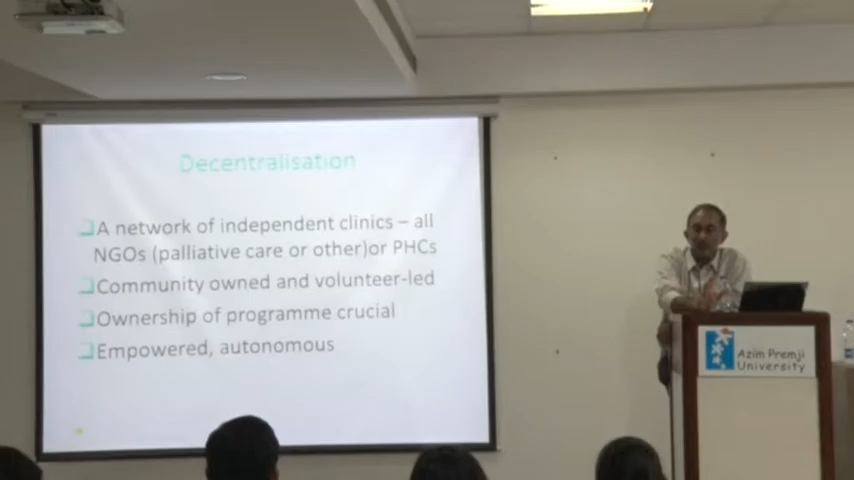 Decentralisation
A network of independent clinics – all
NGOs (palliative care or other)or PHCs
Community owned and volunteer-led
Ownership of programme crucial
Empowered, autonomous
Azim Premji
University